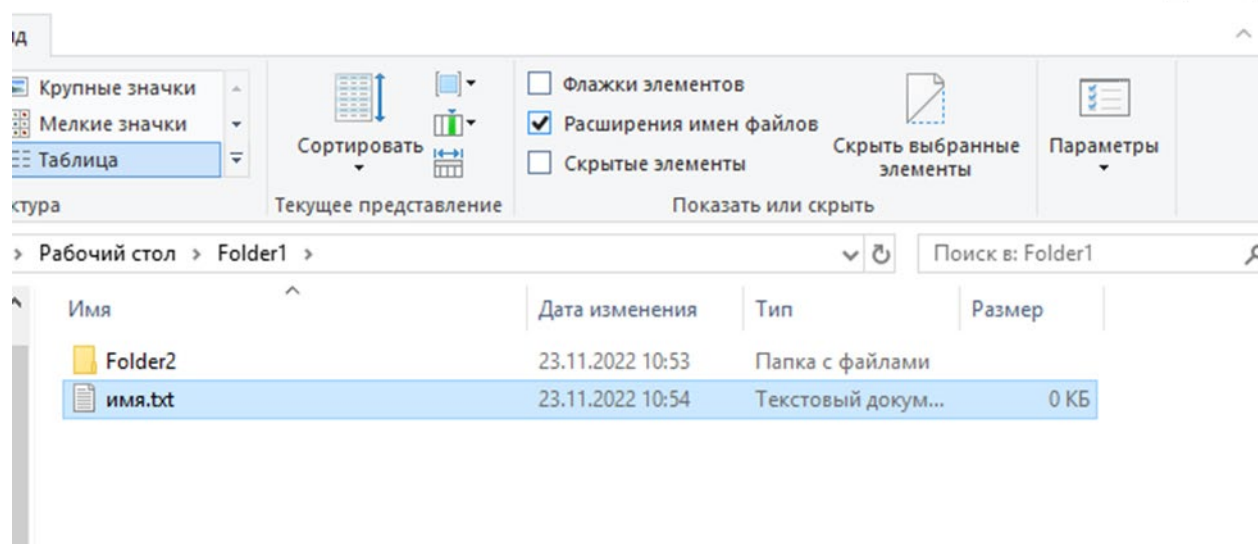 ид
Крупные значки
Мелкие значки
Таблица
Сортировать
Флажки элементов
Расширения имен файлов
Скрытые элементы
Скрыть выбранные
элементы
Параметры
ктура
Текущее представление
Показать или скрыть
Рабочий стол > Folder1 >
Поиск в: Folder1
Имя Дата изменения Тип Размер
Folder2 23.11.2022 10:53 Папка с файлами
имя.txt 23.11.2022 10:54 Текстовый докум... 0 КБ